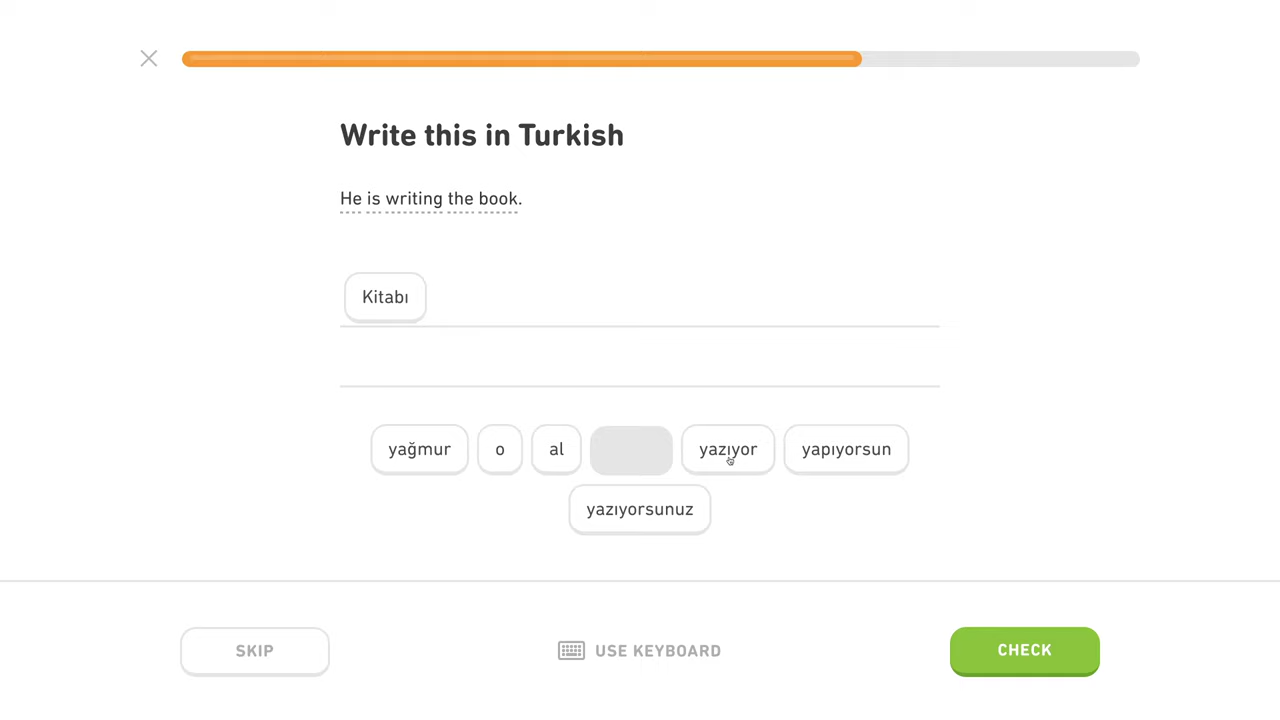 Write this in Turkish
He is writing the book.
Kitabı
yağmur o al yazıyor yapıyorsun
yazıyorsunuz
SKIP USE KEYBOARD CHECK